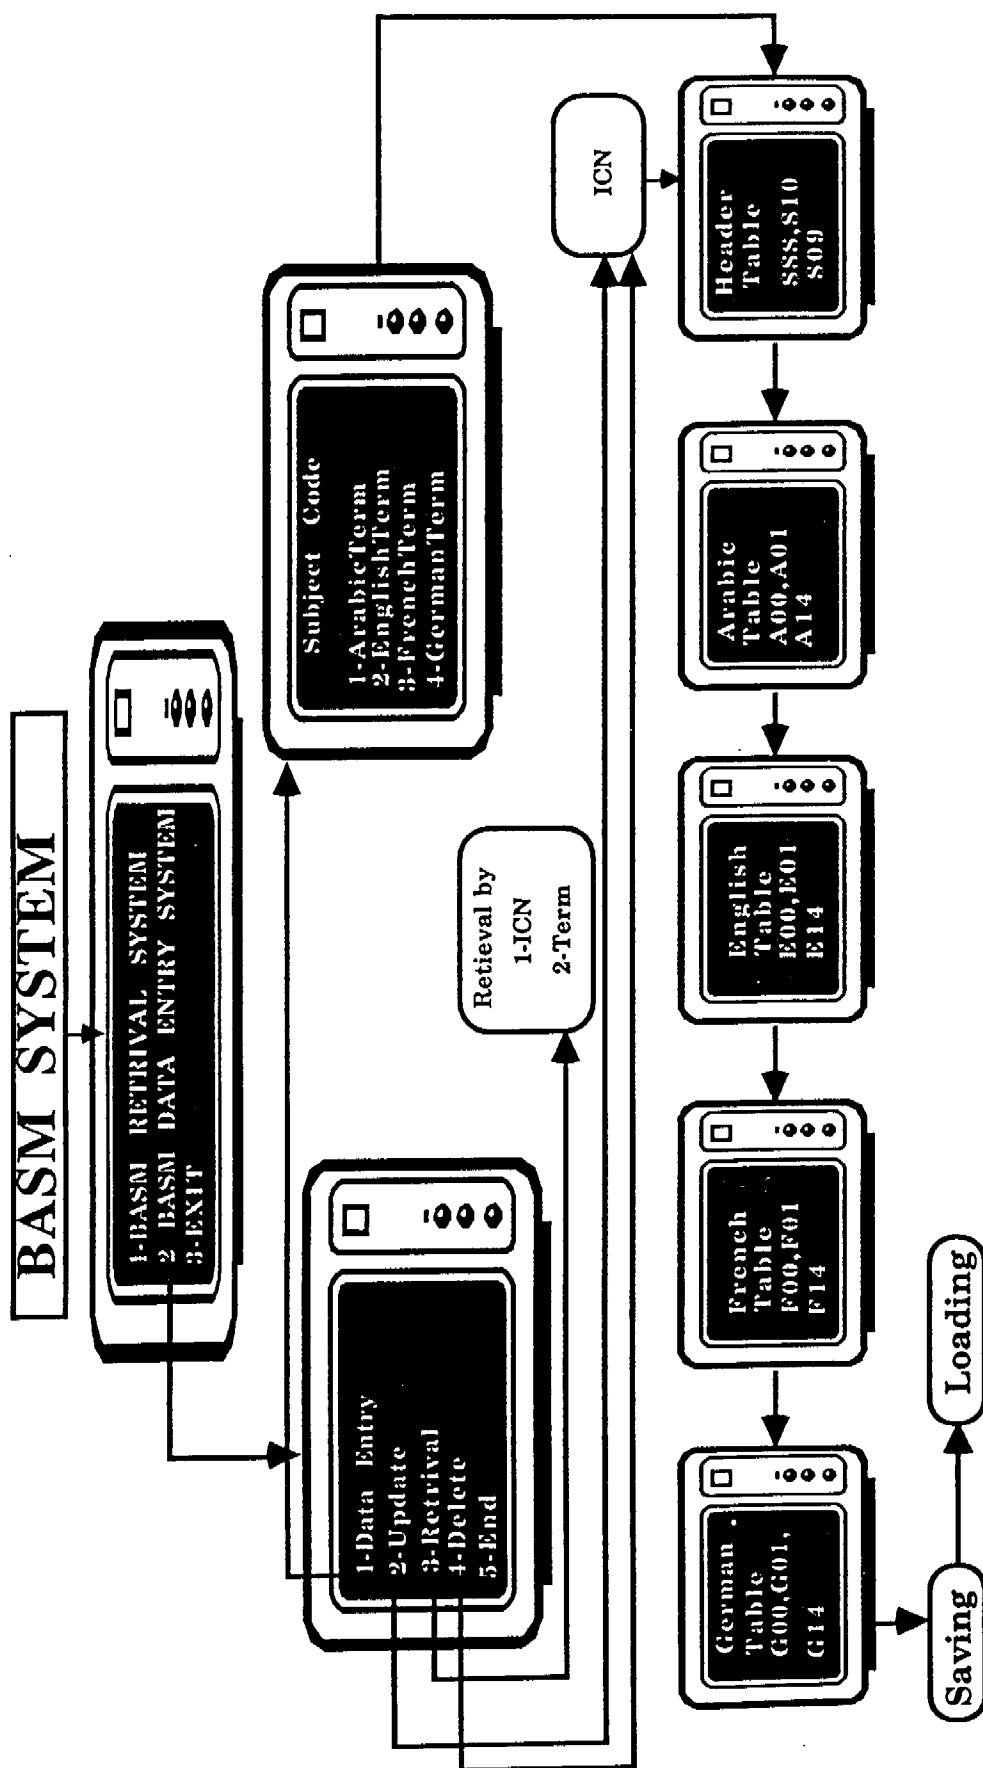 BASM SYSTEM
1-BASM RETRIVAL SYSTEM
2 BASM DATA ENTRY SYSTEM
3-EXIT
1-Data Entry
2-Update
3-Retrival
4-Delete
5-End
Subject Code
1-ArabicTerm
2-EnglishTerm
3-FrenchTerm
4-GermanTerm
Retieval by
1-ICN
2-Term
ICN
Header
Table
SSS,S10
S09
Arabic
Table
A00,A01
A14
English
Table
E00,E01
E14
French
Table
F00,F01
F14
German .
Table
G00,G01,
G14
Saving
Loading